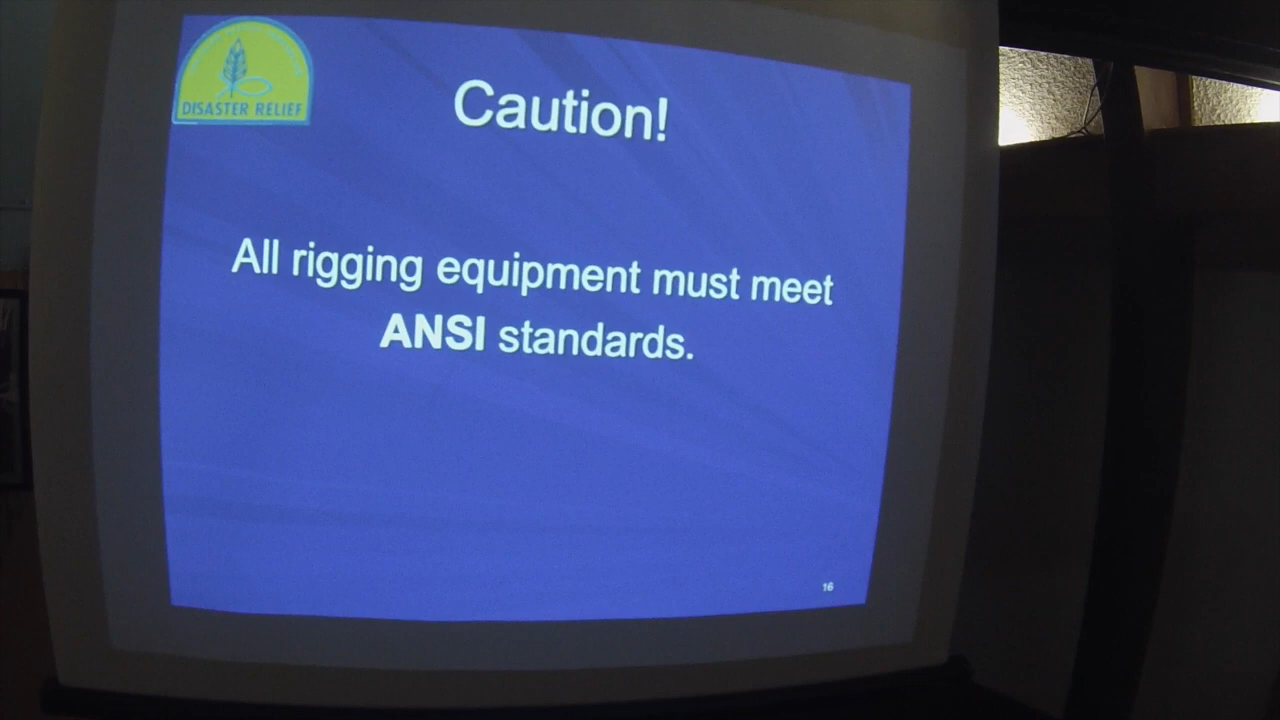 DISASTER RELIEF
Caution!
All rigging equipment must meet
ANSI standards.
16